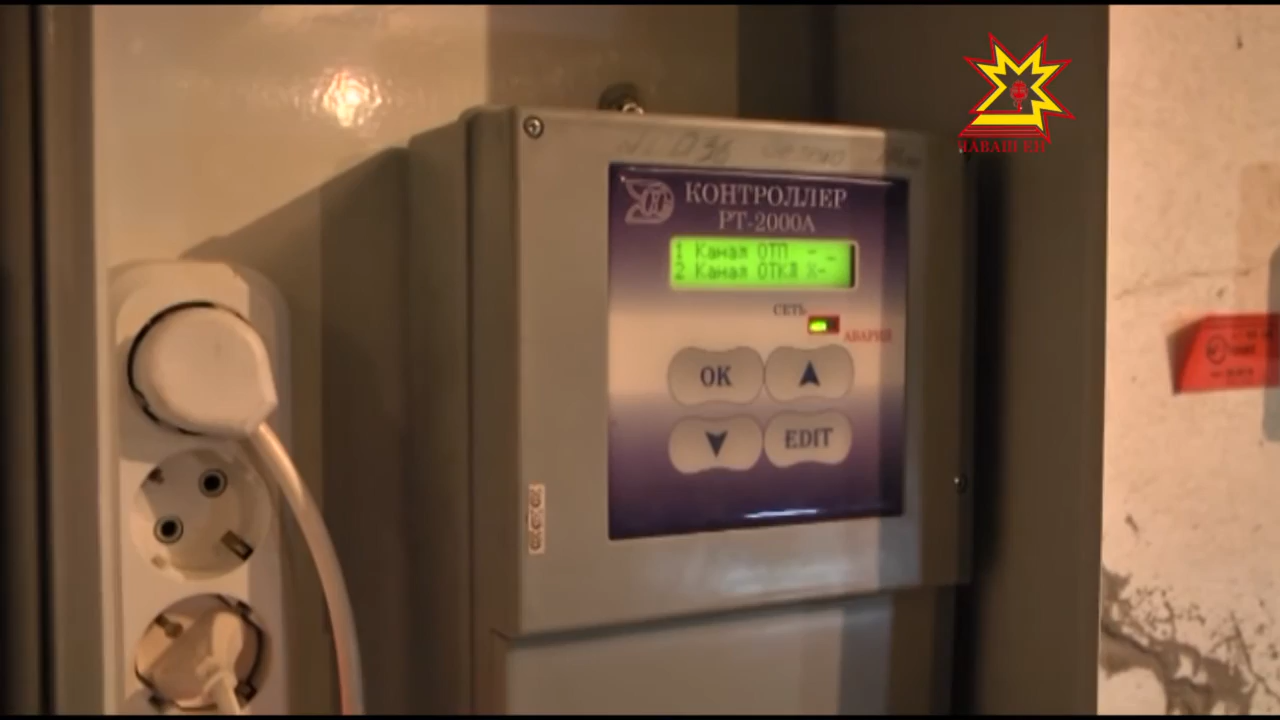 ЧАВАШ ЕН
КОНТРОЛЛЕР
РТ-2000А
1 Канал ОТП - _
2 Канал ОТКЛ X-
СЕТЬ
АВАРИЯ
OK
EDIT